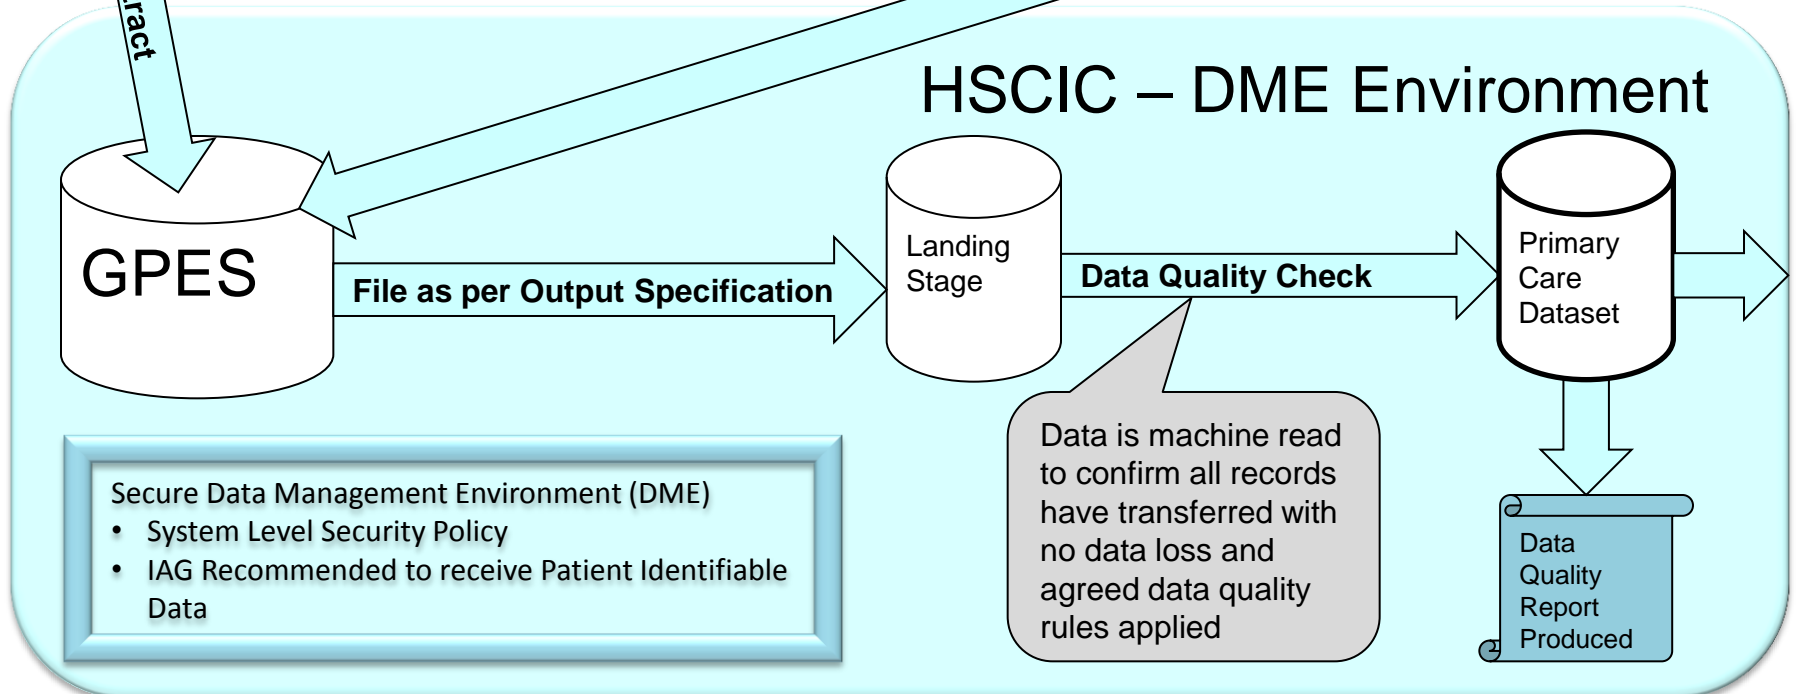 ract
HSCIC – DME Environment
GPES
File as per Output Specification
Landing
Stage
Data Quality Check
Primary
Care
Dataset
Data is machine read
to confirm all records
have transferred with
no data loss and
agreed data quality
rules applied
Secure Data Management Environment (DME)
• System Level Security Policy
• IAG Recommended to receive Patient Identifiable
Data
Data
Quality
Report
Produced